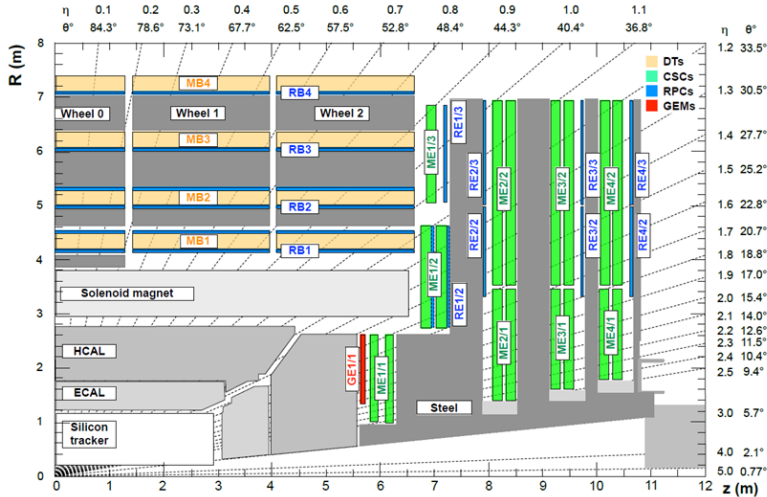 η 0.1 0.2 0.3 0.4 0.5 0.6 0.7 0.8 0.9 1.0 1.1
θ° 84.3° 78.6° 73.1° 67.7° 62.5° 57.5° 52.8° 48.4° 44.3° 40.4° 36.8° η θ°
R (m)
8
7
6
5
4
3
2
1
0
1.2 33.5°
1.3 30.5°
1.4 27.7°
1.5 25.2°
1.6 22.8°
1.7 20.7°
1.8 18.8°
1.9 17.0°
2.0 15.4°
2.1 14.0°
2.2 12.6°
2.3 11.5°
2.4 10.4°
2.5 9.4°
3.0 5.7°
4.0 2.1°
5.0 0.77°
DTs
CSCs
RPCs
GEMs
MB4
RB4
Wheel 0
Wheel 1
Wheel 2
MB3
RB3
MB2
RB2
MB1
RB1
Solenoid magnet
HCAL
ECAL
Silicon
tracker
Steel
GE1/1
ME1/1
ME1/2
ME1/3
RE1/3
RE1/2
RE2/3
RE2/2
ME2/2
ME2/1
ME3/2
ME3/1
RE3/3
RE3/2
ME4/2
ME4/1
RE4/3
RE4/2
0 1 2 3 4 5 6 7 8 9 10 11 12
z (m)